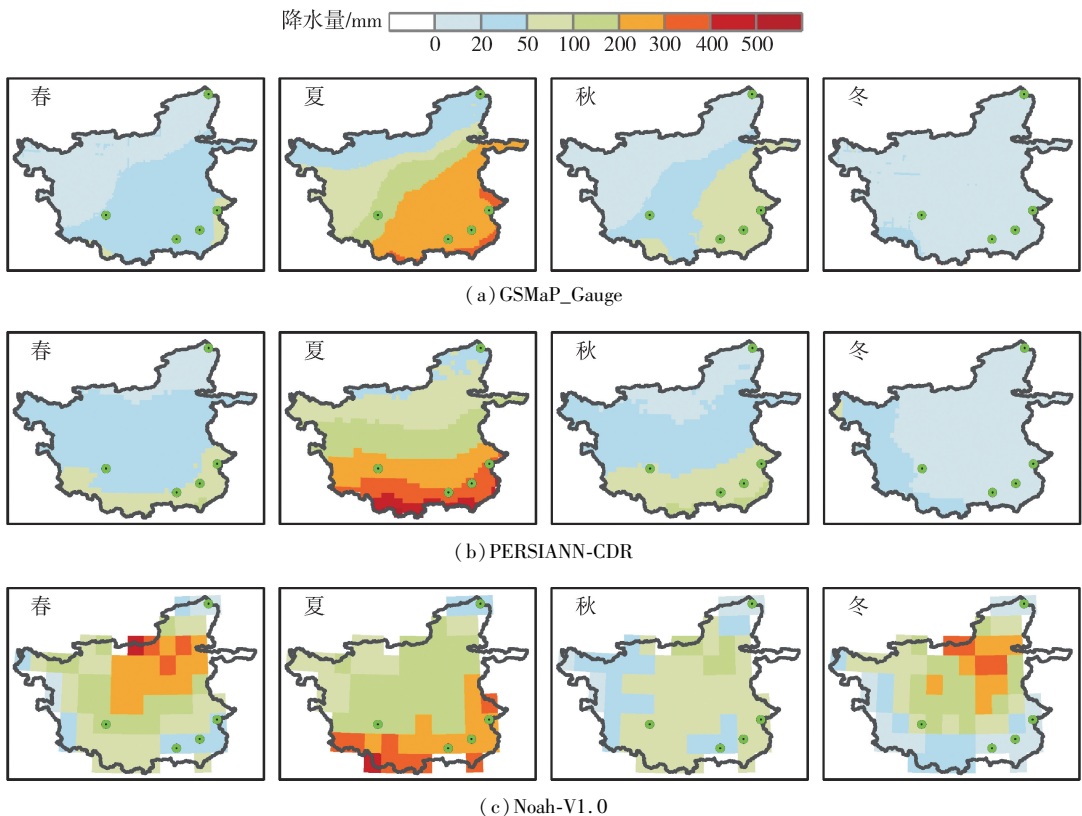 降水量/mm
0 20 50 100 200 300 400 500
春 夏 秋 冬
(a)GSMaP_Gauge
春 夏 秋 冬
(b)PERSIANN-CDR
春 夏 秋 冬
(c)Noah-V1.0